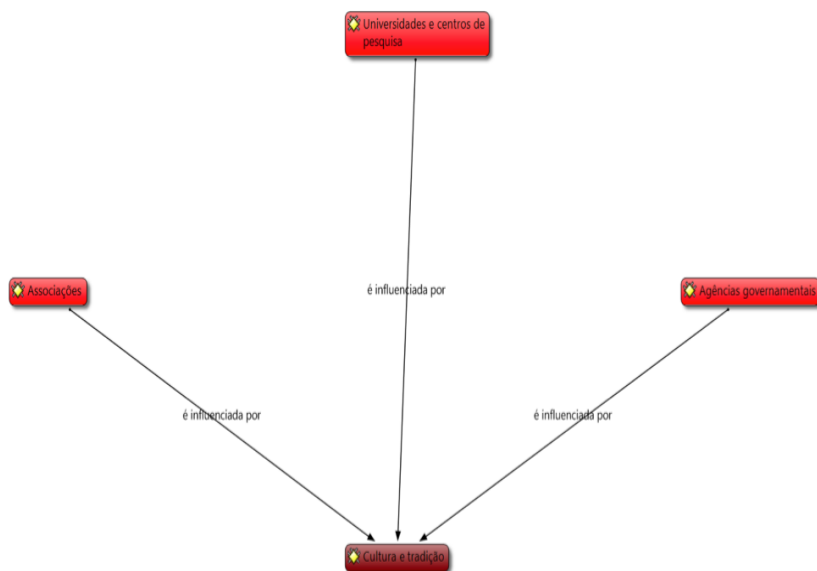 Universidades e centros de
pesquisa
é influenciada por
Associações
Agências governamentais
é influenciada por
é influenciada por
Cultura e tradição